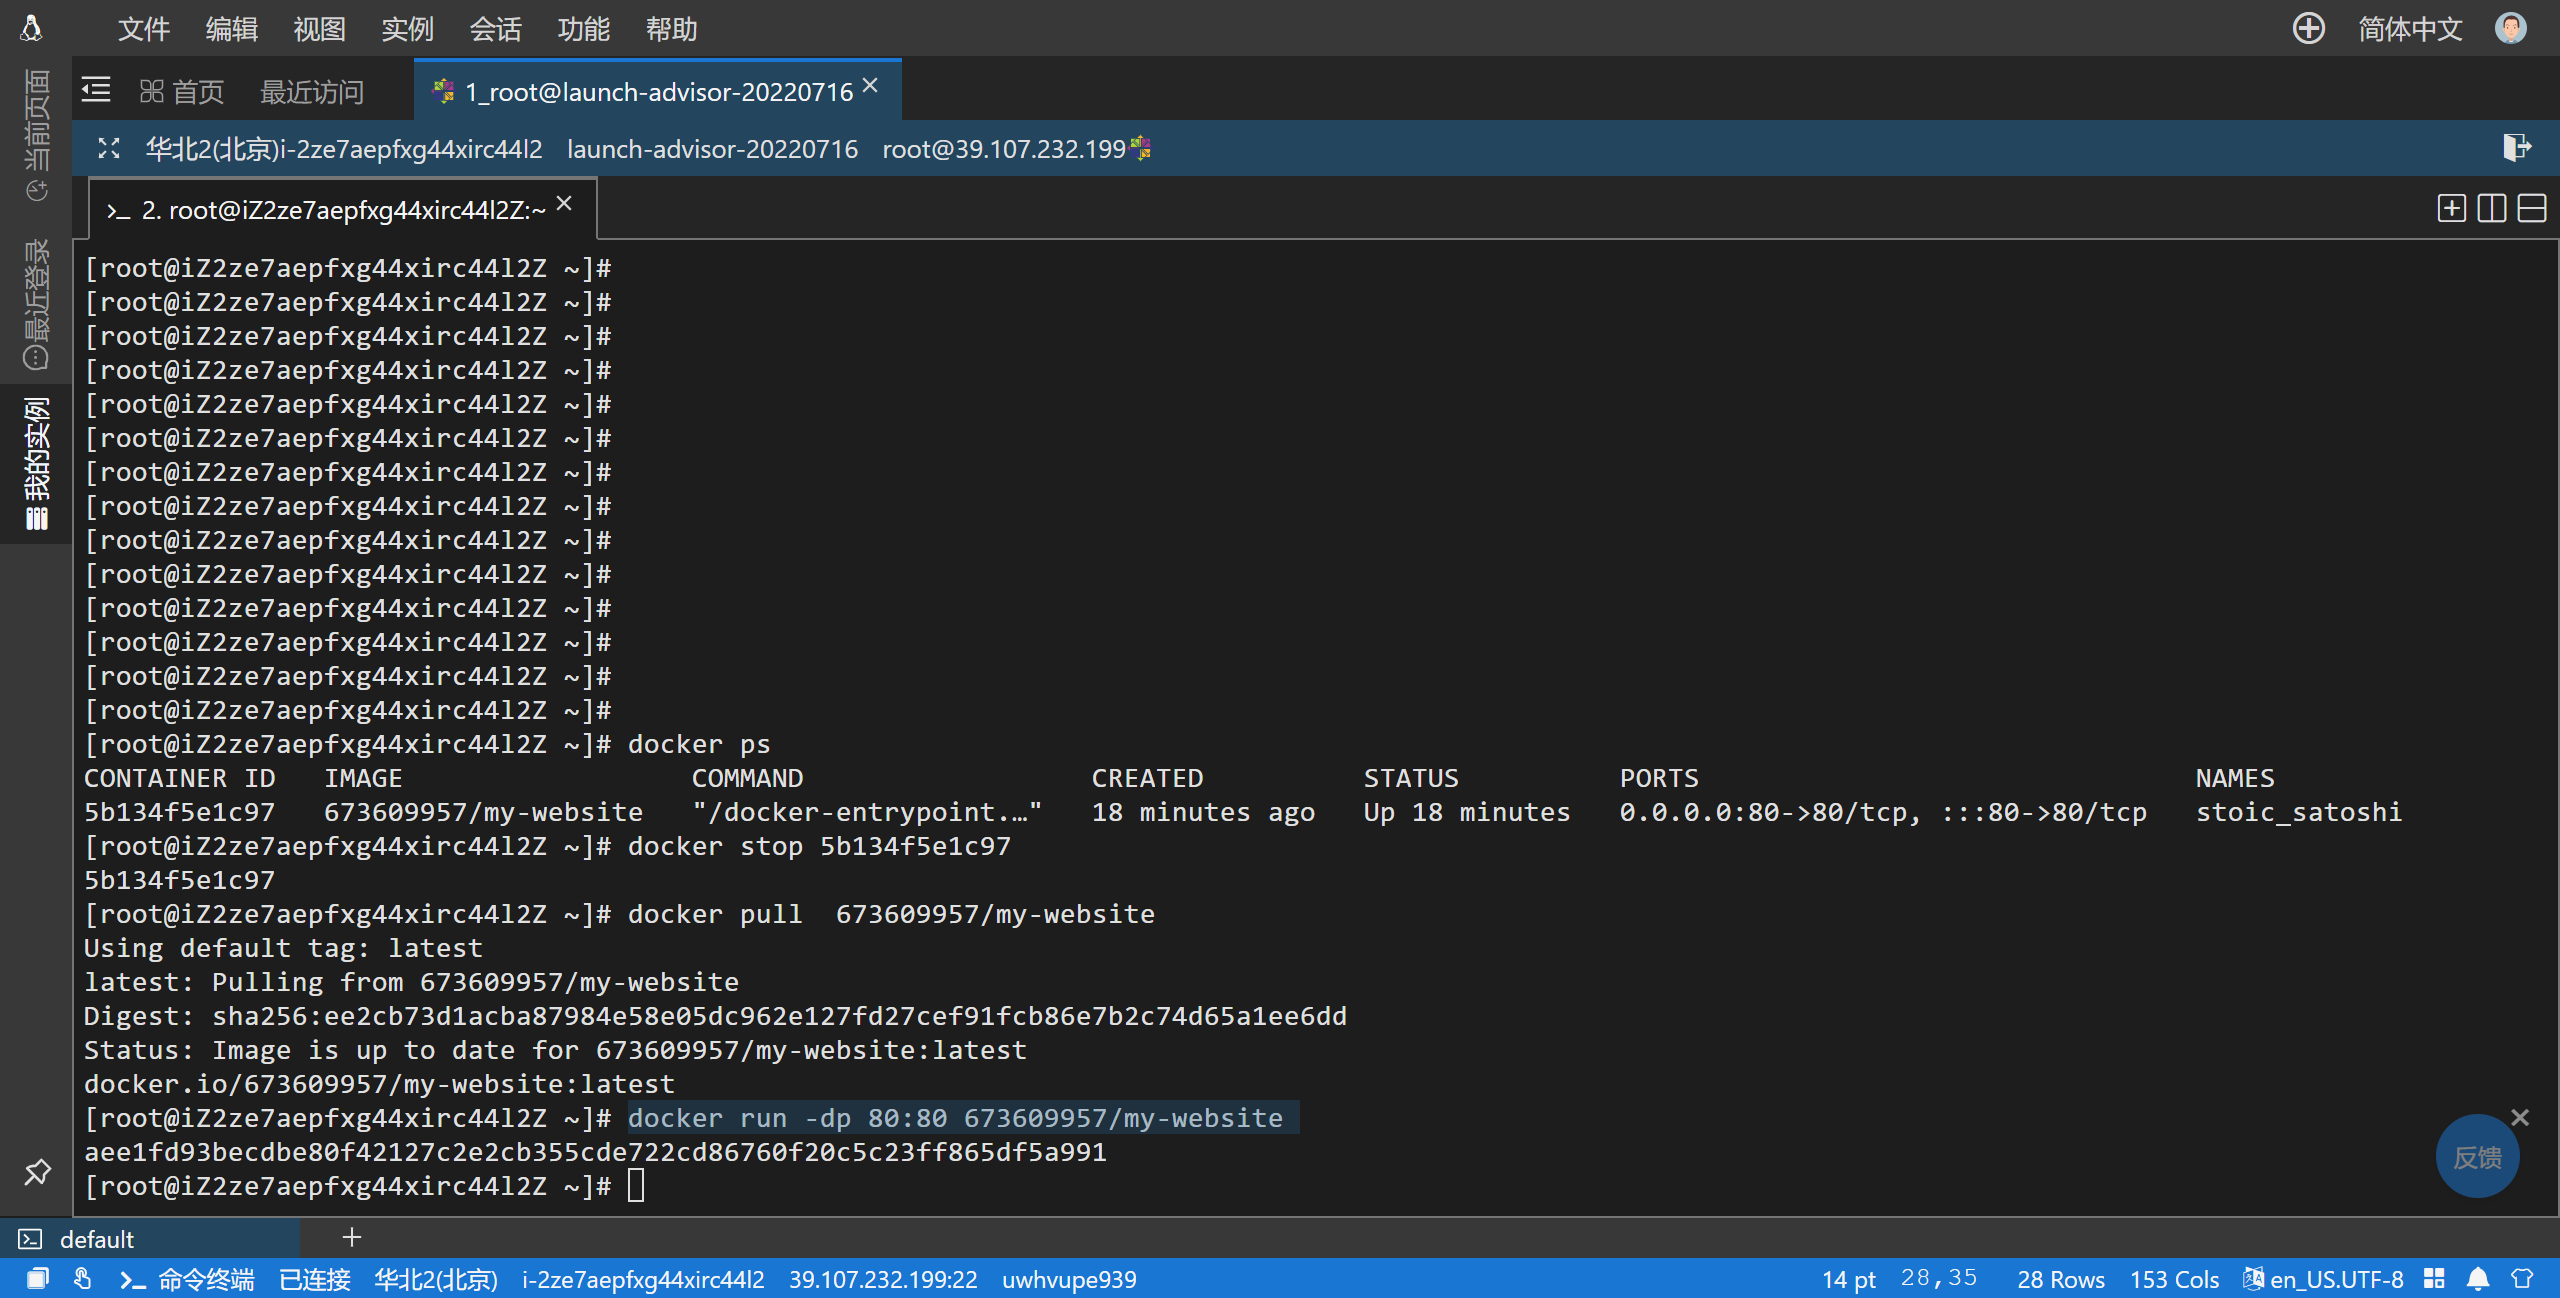 文件 编辑 视图 实例 会话 功能 帮助 简体中文
首页 最近访问 1_root@launch-advisor-20220716
华北2(北京)i-2ze7aepfxg44xirc44l2 launch-advisor-20220716 root@39.107.232.199
当前页面
最近登录
我的实例
>_ 2. root@iZ2ze7aepfxg44xirc44l2Z:~
[root@iZ2ze7aepfxg44xirc44l2Z ~]#
[root@iZ2ze7aepfxg44xirc44l2Z ~]#
[root@iZ2ze7aepfxg44xirc44l2Z ~]#
[root@iZ2ze7aepfxg44xirc44l2Z ~]#
[root@iZ2ze7aepfxg44xirc44l2Z ~]#
[root@iZ2ze7aepfxg44xirc44l2Z ~]#
[root@iZ2ze7aepfxg44xirc44l2Z ~]#
[root@iZ2ze7aepfxg44xirc44l2Z ~]#
[root@iZ2ze7aepfxg44xirc44l2Z ~]#
[root@iZ2ze7aepfxg44xirc44l2Z ~]#
[root@iZ2ze7aepfxg44xirc44l2Z ~]#
[root@iZ2ze7aepfxg44xirc44l2Z ~]#
[root@iZ2ze7aepfxg44xirc44l2Z ~]#
[root@iZ2ze7aepfxg44xirc44l2Z ~]#
[root@iZ2ze7aepfxg44xirc44l2Z ~]# docker ps
CONTAINER ID   IMAGE                  COMMAND                  CREATED          STATUS          PORTS                               NAMES
5b134f5e1c97   673609957/my-website   "/docker-entrypoint.…"   18 minutes ago   Up 18 minutes   0.0.0.0:80->80/tcp, :::80->80/tcp   stoic_satoshi
[root@iZ2ze7aepfxg44xirc44l2Z ~]# docker stop 5b134f5e1c97
5b134f5e1c97
[root@iZ2ze7aepfxg44xirc44l2Z ~]# docker pull  673609957/my-website
Using default tag: latest
latest: Pulling from 673609957/my-website
Digest: sha256:ee2cb73d1acba87984e58e05dc962e127fd27cef91fcb86e7b2c74d65a1ee6dd
Status: Image is up to date for 673609957/my-website:latest
docker.io/673609957/my-website:latest
[root@iZ2ze7aepfxg44xirc44l2Z ~]# docker run -dp 80:80 673609957/my-website
aee1fd93becdbe80f42127c2e2cb355cde722cd86760f20c5c23ff865df5a991
[root@iZ2ze7aepfxg44xirc44l2Z ~]#
反馈
default
命令终端 已连接 华北2(北京) i-2ze7aepfxg44xirc44l2 39.107.232.199:22 uwhvupe939 14 pt 28,35 28 Rows 153 Cols en_US.UTF-8